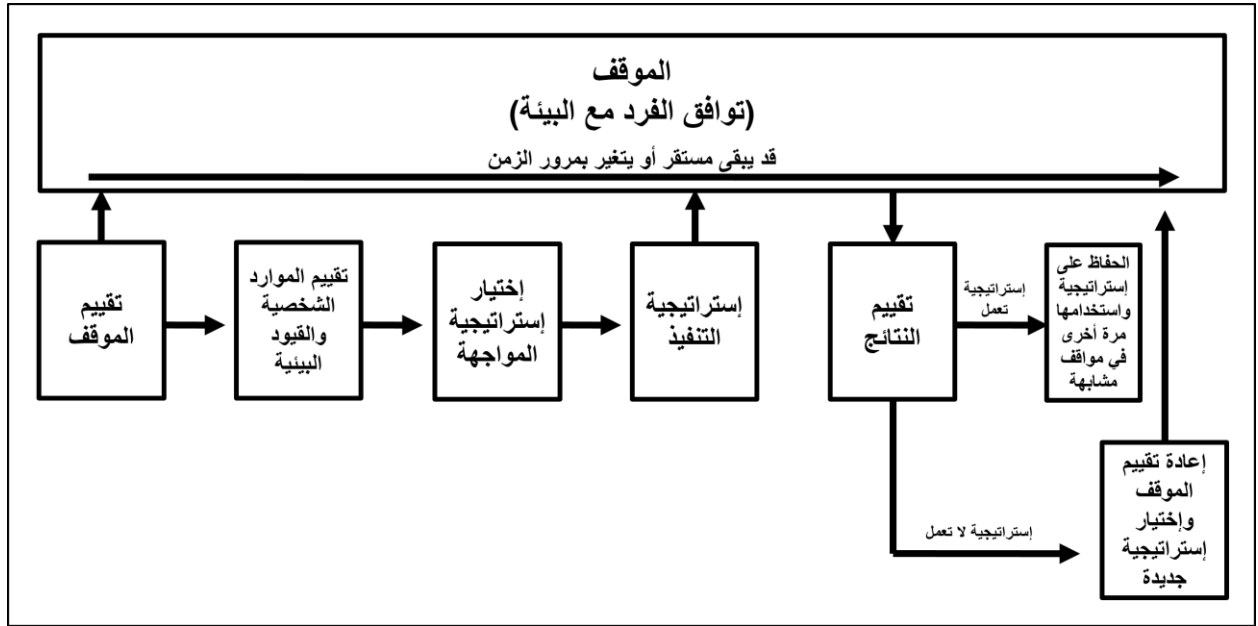 الموقف
(توافق الفرد مع البيئة)
قد يبقى مستقر أو يتغير بمرور الزمن
تقييم
الموقف
تقييم الموارد
الشخصية
والقيود
البيئية
إختيار
إستراتيجية
المواجهة
إستراتيجية
التنفيذ
تقييم
النتائج
إستراتيجية
تعمل
الحفاظ على
إستراتيجية
واستخدامها
مرة أخرى
في مواقف
مشابهة
إستراتيجية لا تعمل
إعادة تقييم
الموقف
وإختيار
إستراتيجية
جديدة